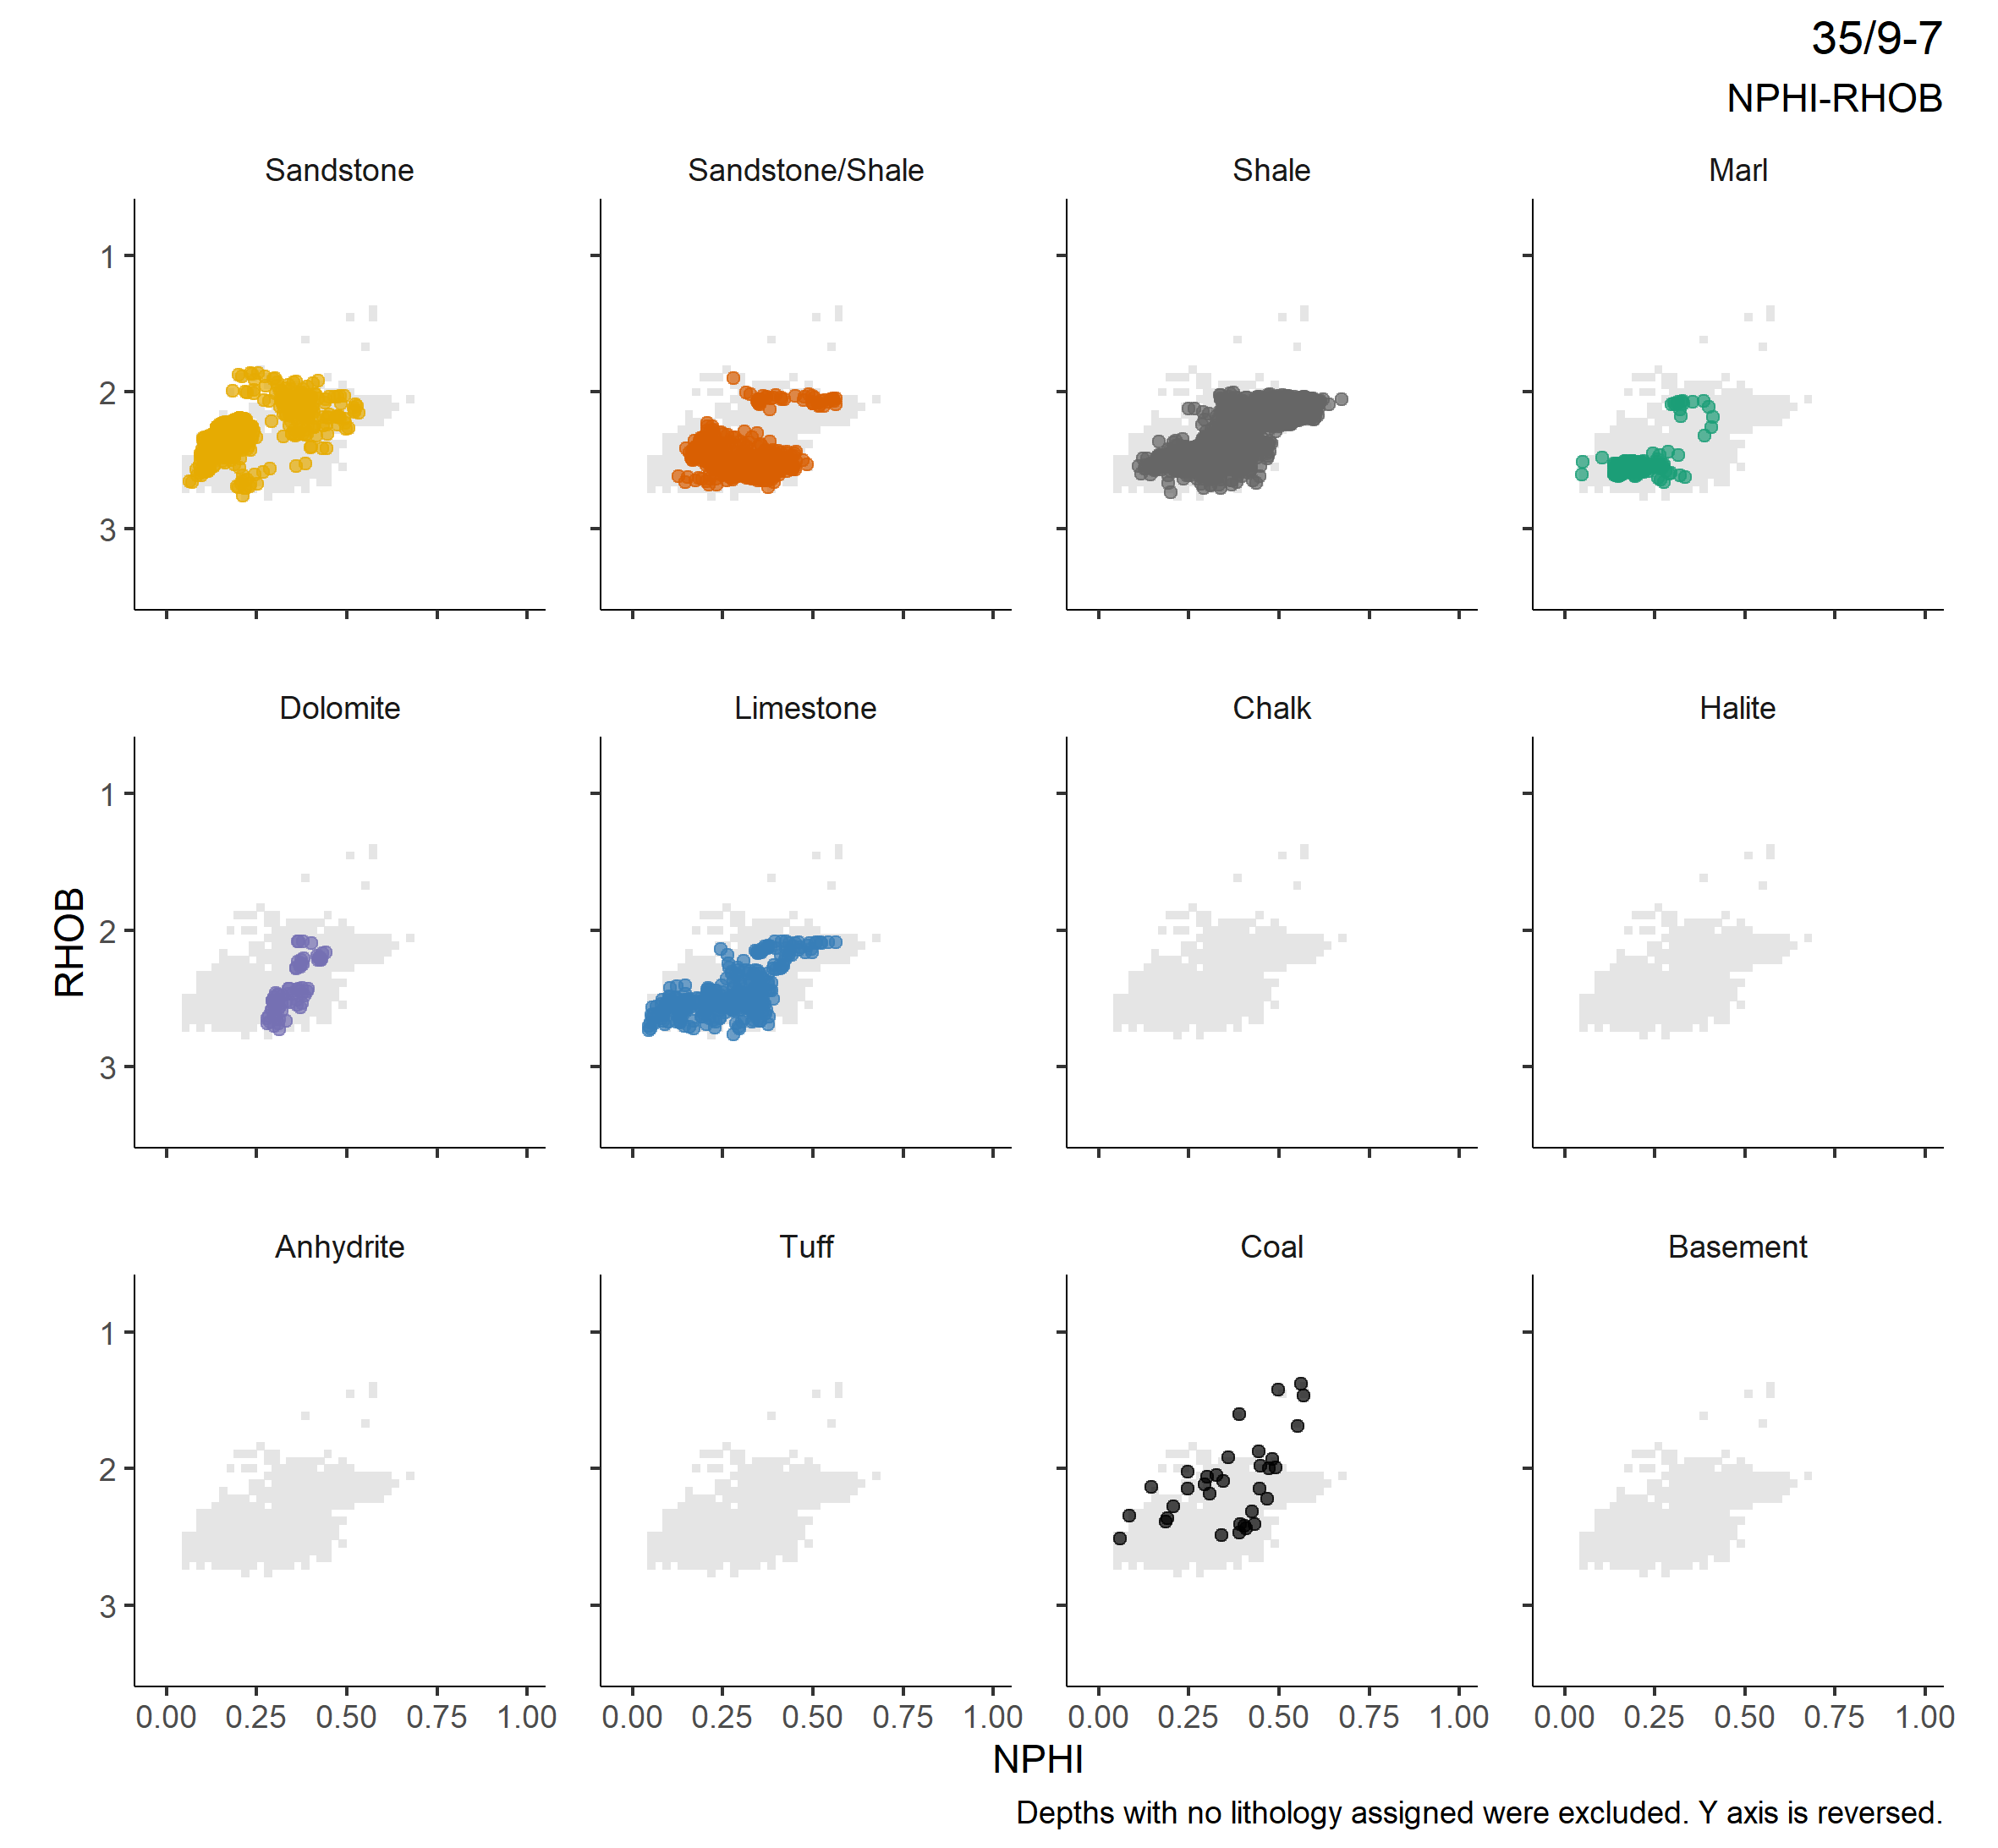 35/9-7
NPHI-RHOB
Sandstone Sandstone/Shale Shale Marl
1
2
3
Dolomite Limestone Chalk Halite
1
2
3
RHOB
Anhydrite Tuff Coal Basement
1
2
3
0.00 0.25 0.50 0.75 1.00 0.00 0.25 0.50 0.75 1.00 0.00 0.25 0.50 0.75 1.00 0.00 0.25 0.50 0.75 1.00
NPHI
Depths with no lithology assigned were excluded. Y axis is reversed.